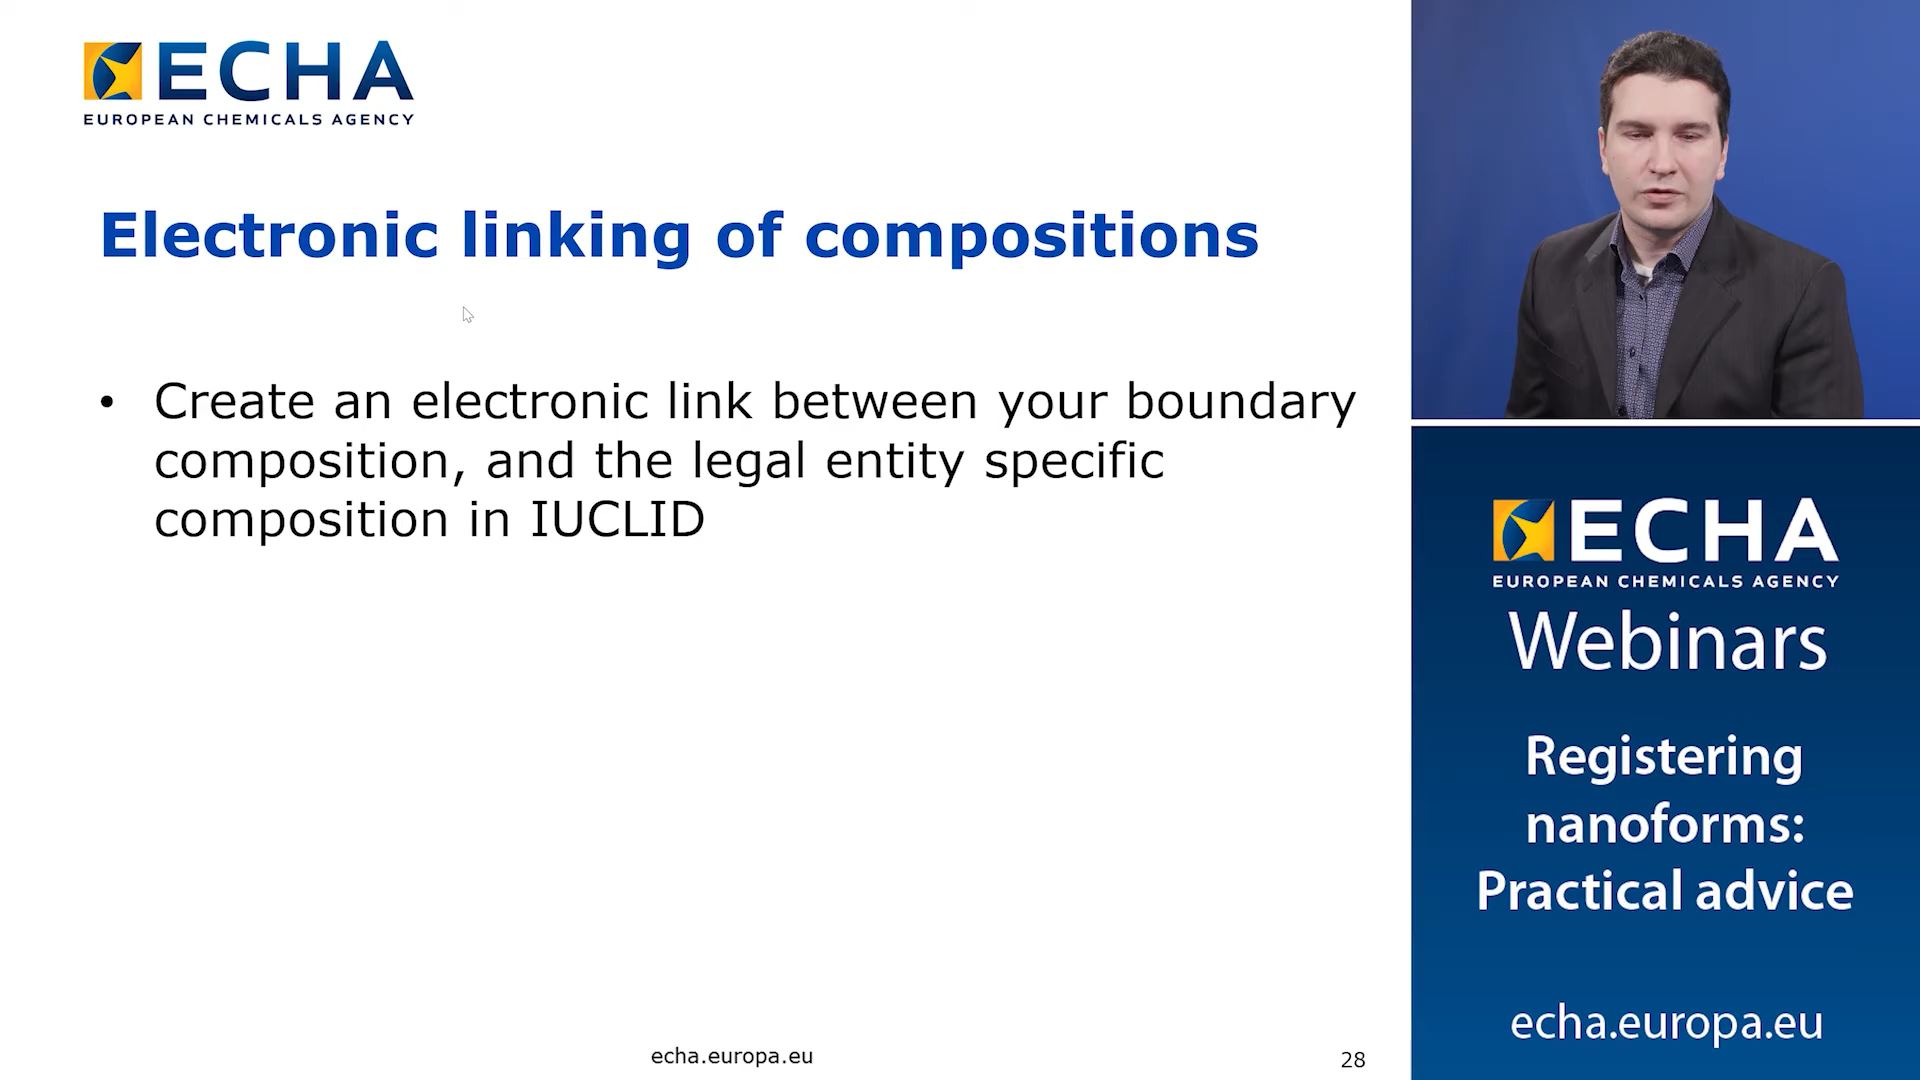 ECHA
EUROPEAN CHEMICALS AGENCY
Electronic linking of compositions
• Create an electronic link between your boundary
composition, and the legal entity specific
composition in IUCLID
echa.europa.eu
28
ECHA
EUROPEAN CHEMICALS AGENCY
Webinars
Registering
nanoforms:
Practical advice
echa.europa.eu